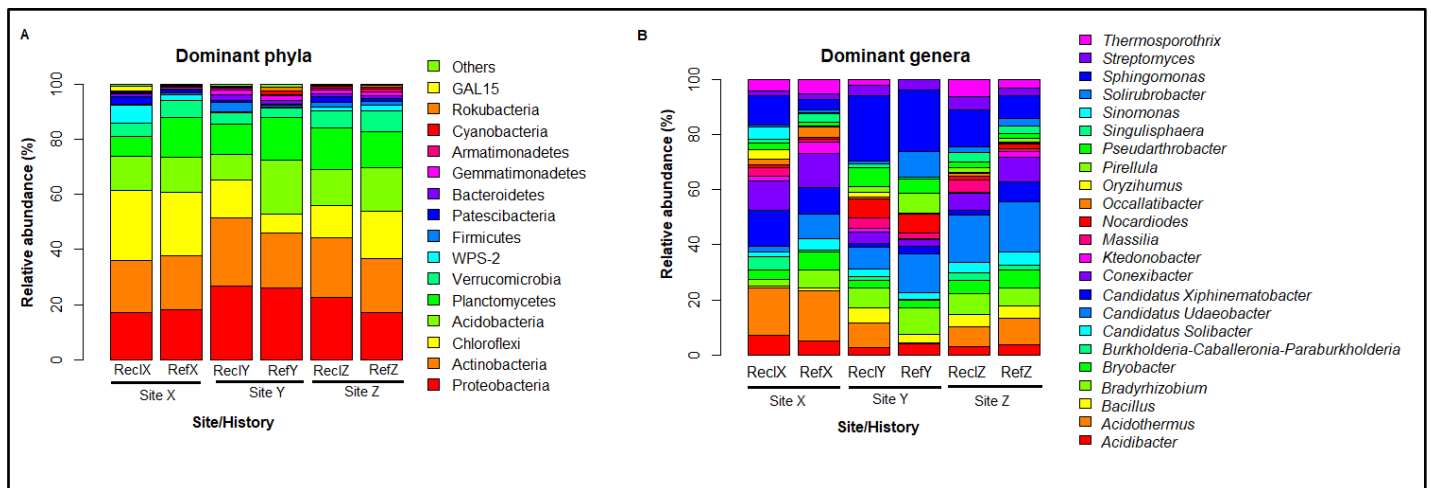 A
Dominant phyla
Relative abundance (%)
100
80
60
40
20
0
ReclX RefX ReclY RefY ReclZ RefZ
Site X Site Y Site Z
Site/History
Others
GAL15
Rokubacteria
Cyanobacteria
Armatimonadetes
Gemmatimonadetes
Bacteroidetes
Patescibacteria
Firmicutes
WPS-2
Verrucomicrobia
Planctomycetes
Acidobacteria
Chloroflexi
Actinobacteria
Proteobacteria
B
Dominant genera
Relative abundance (%)
100
80
60
40
20
0
ReclX RefX ReclY RefY ReclZ RefZ
Site X Site Y Site Z
Site/History
Thermosporothrix
Streptomyces
Sphingomonas
Solirubrobacter
Sinomonas
Singulisphaera
Pseudarthrobacter
Pirellula
Oryzihumus
Occallatibacter
Nocardiodes
Massilia
Ktedonobacter
Conexibacter
Candidatus Xiphinematobacter
Candidatus Udaeobacter
Candidatus Solibacter
Burkholderia-Caballeronia-Paraburkholderia
Bryobacter
Bradyrhizobium
Bacillus
Acidothermus
Acidibacter